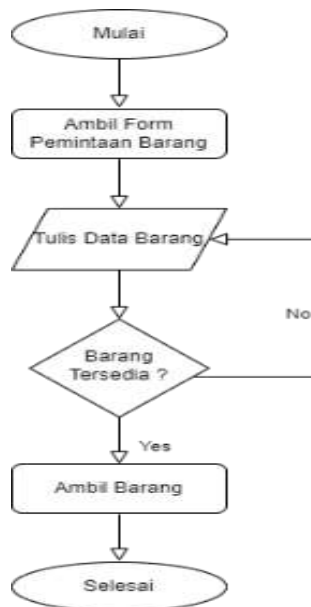 Mulai
Ambil Form
Pemintaan Barang
Tulis Data Barang
No
Barang
Tersedia ?
Yes
Ambil Barang
Selesai